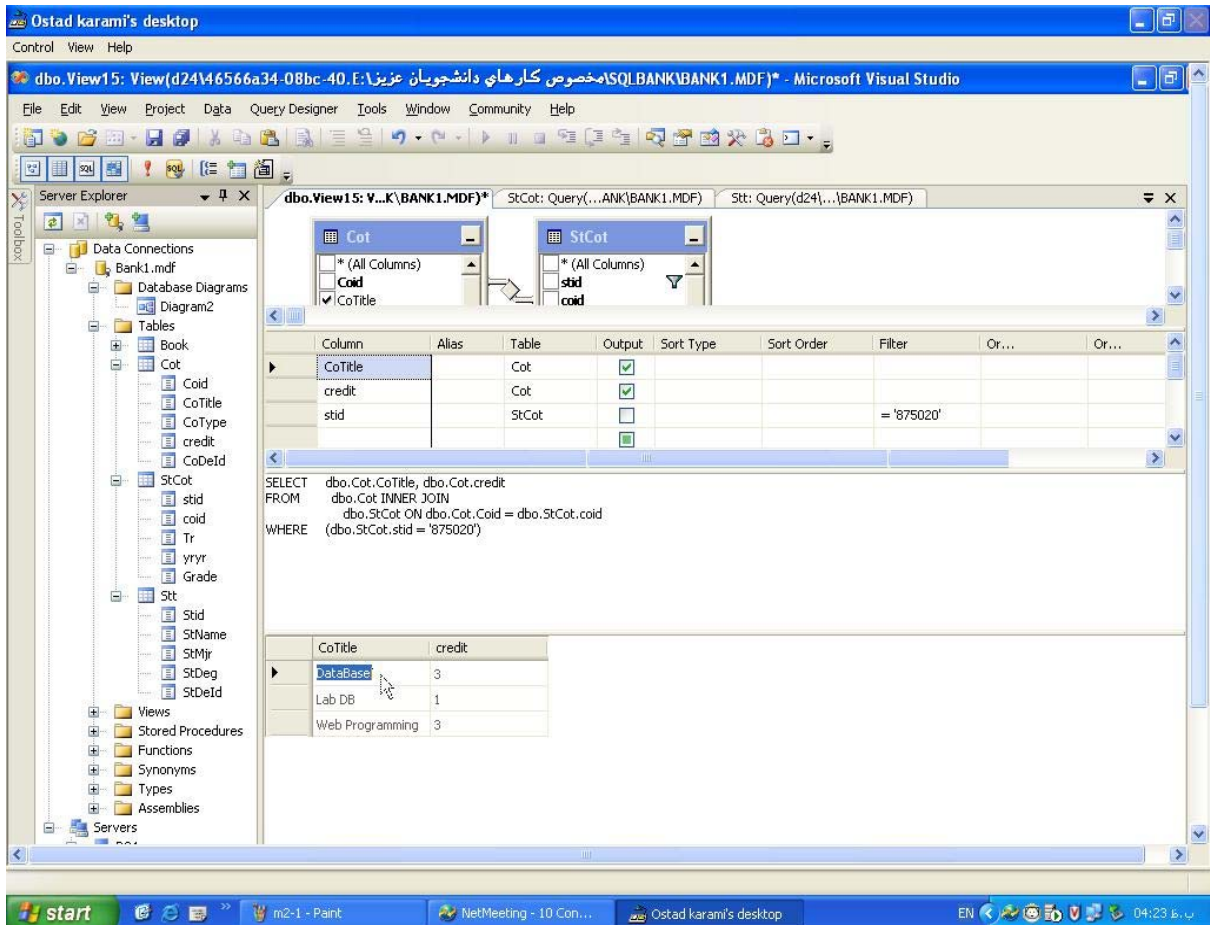 Ostad karami's desktop
Control View Help
dbo.View15: View(d24\46566a34-08bc-40.E:\مخصوص كارهاي دانشجويان عزيز\SQLBANK\BANK1.MDF)* - Microsoft Visual Studio
File Edit View Project Data Query Designer Tools Window Community Help
Server Explorer
Toolbox
Data Connections
Bank1.mdf
Database Diagrams
Diagram2
Tables
Book
Cot
Coid
CoTitle
CoType
credit
CoDeId
StCot
stid
coid
Tr
yryr
Grade
Stt
Stid
StName
StMjr
StDeg
StDeId
Views
Stored Procedures
Functions
Synonyms
Types
Assemblies
Servers
dbo.View15: V...K\BANK1.MDF)* StCot: Query(...ANK\BANK1.MDF) Stt: Query(d24\...\BANK1.MDF)
Cot
* (All Columns)
Coid
CoTitle
StCot
* (All Columns)
stid
coid
Column Alias Table Output Sort Type Sort Order Filter Or... Or...
CoTitle Cot
credit Cot
stid StCot = '875020'
SELECT dbo.Cot.CoTitle, dbo.Cot.credit
FROM dbo.Cot INNER JOIN
dbo.StCot ON dbo.Cot.Coid = dbo.StCot.coid
WHERE (dbo.StCot.stid = '875020')
CoTitle credit
DataBase 3
Lab DB 1
Web Programming 3
start m2-1 - Paint NetMeeting - 10 Con... Ostad karami's desktop EN 04:23 ب.ظ